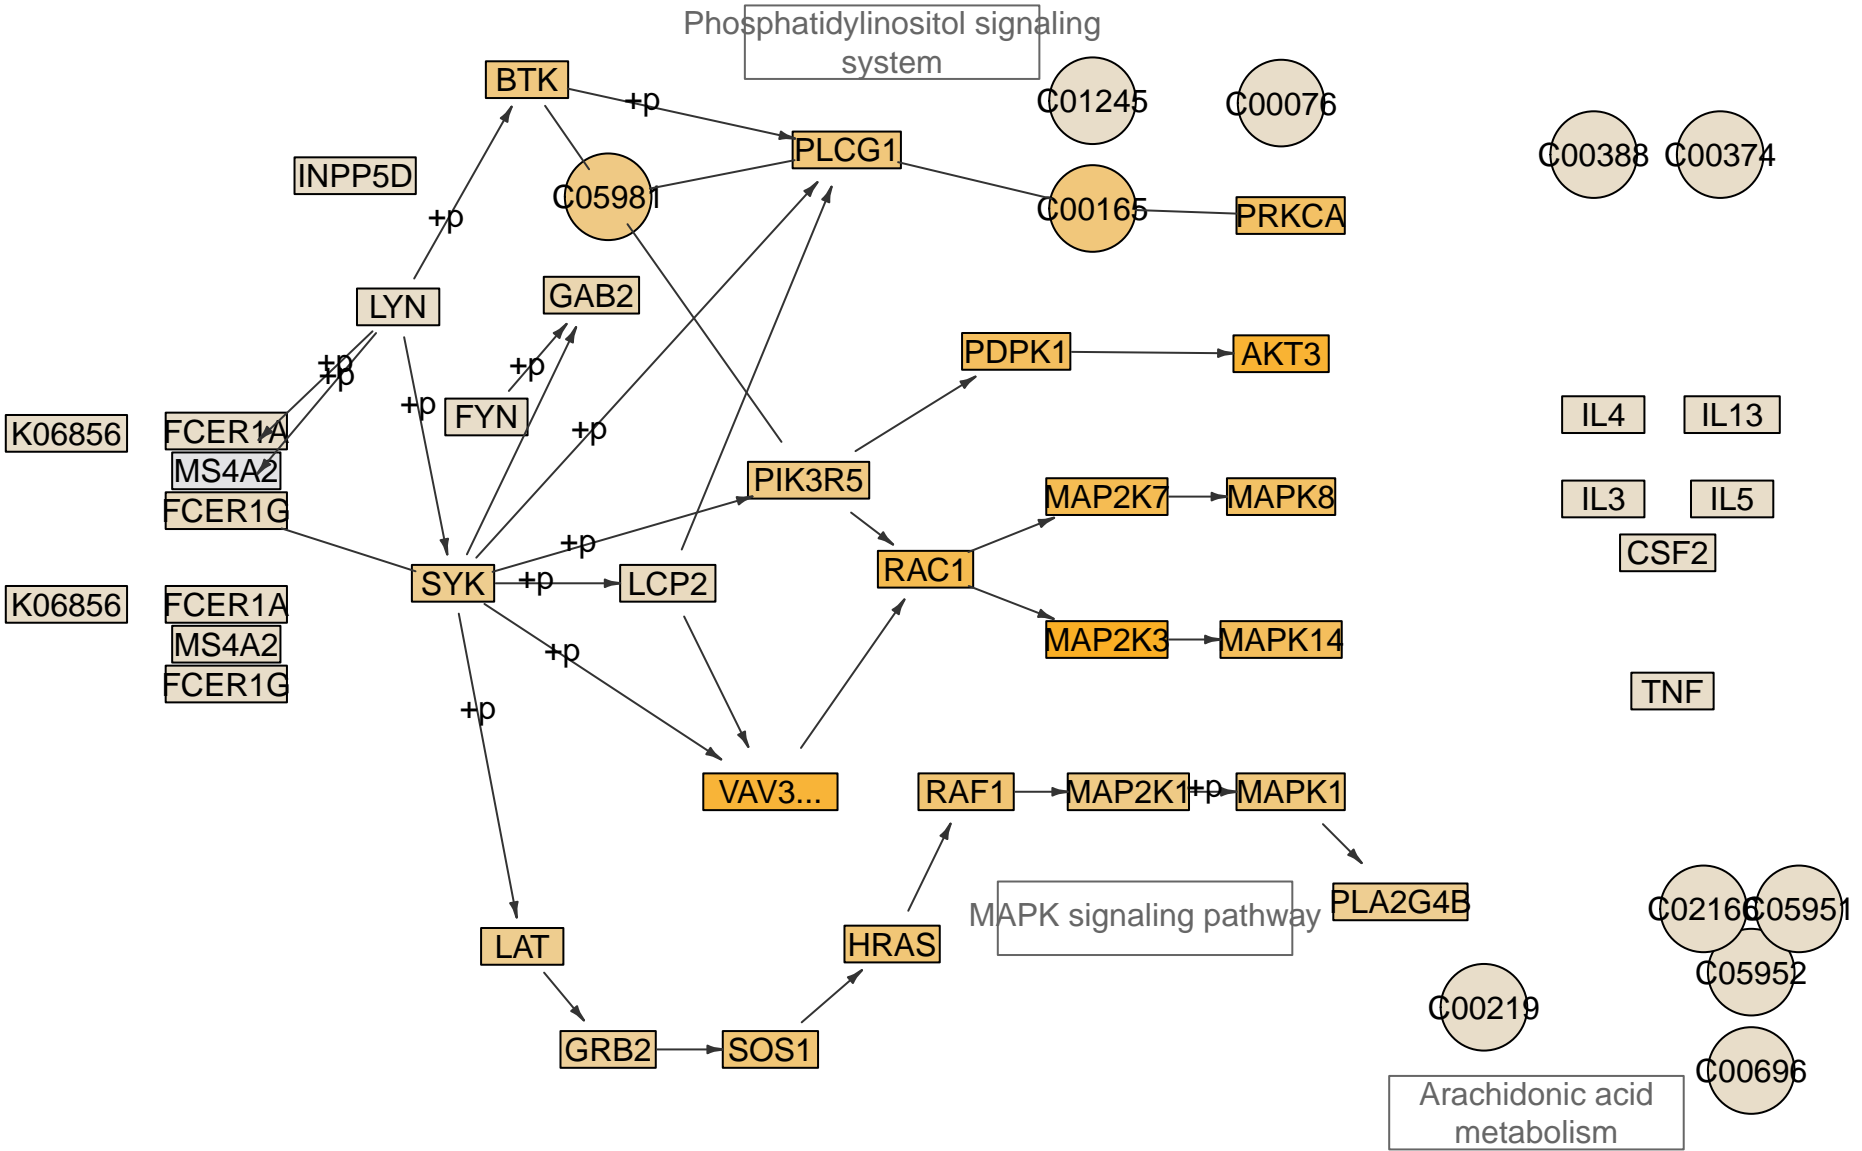 Phosphatidylinositol signaling
system
BTK
+p
C01245
C00076
PLCG1
C00388
C00374
INPP5D
C05981
C00165
PRKCA
+p
LYN
GAB2
PDPK1
AKT3
+p
+p
+p
+p
FYN
IL4
IL13
K06856
FCER1A
+p
MS4A2
PIK3R5
MAP2K7
MAPK8
IL3
IL5
FCER1G
+p
CSF2
SYK
+p
LCP2
RAC1
K06856
FCER1A
MS4A2
+p
MAP2K3
MAPK14
FCER1G
TNF
+p
VAV3...
RAF1
MAP2K1
+p
MAPK1
MAPK signaling pathway
PLA2G4B
C02166
C05951
LAT
HRAS
C05952
C00219
GRB2
SOS1
C00696
Arachidonic acid
metabolism